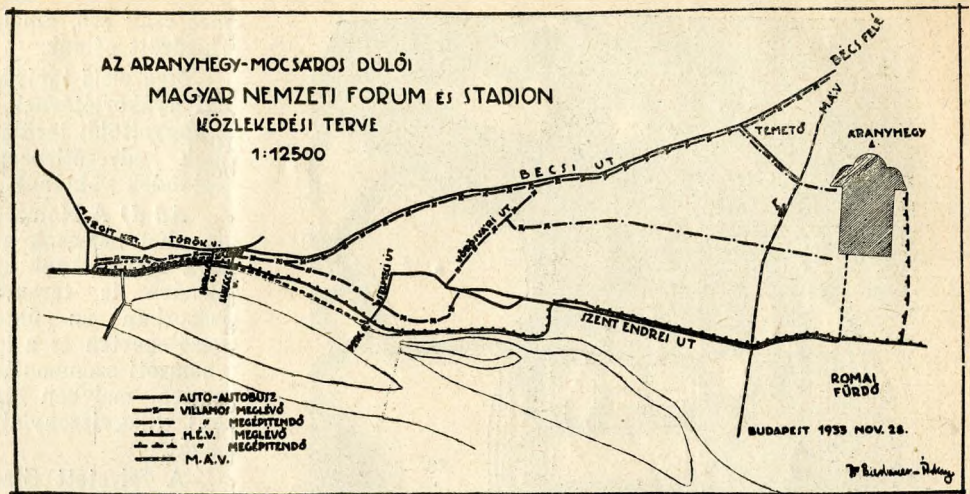 AZ ARANYHEGY-MOCSÁROS DÜLŐI
MAGYAR NEMZETI FORUM ÉS STADION
KÖZLEKEDÉSI TERVE
1:12500
BÉCS FELÉ
M.Á.V
TEMETŐ
ARANYHEGY
BÉCSI UT
MARGIT KRT.
TÖRÖK U.
VÖRÖSVÁRI UT
SZENT ENDREI UT
ROMAI
FÜRDŐ
AUTO-AUTOBUSZ
VILLAMOS MEGLÉVŐ
" MEGÉPITENDŐ
H.É.V. MEGLÉVŐ
" MEGÉPITENDŐ
M.Á.V.
BUDAPEST 1933 NOV. 28.